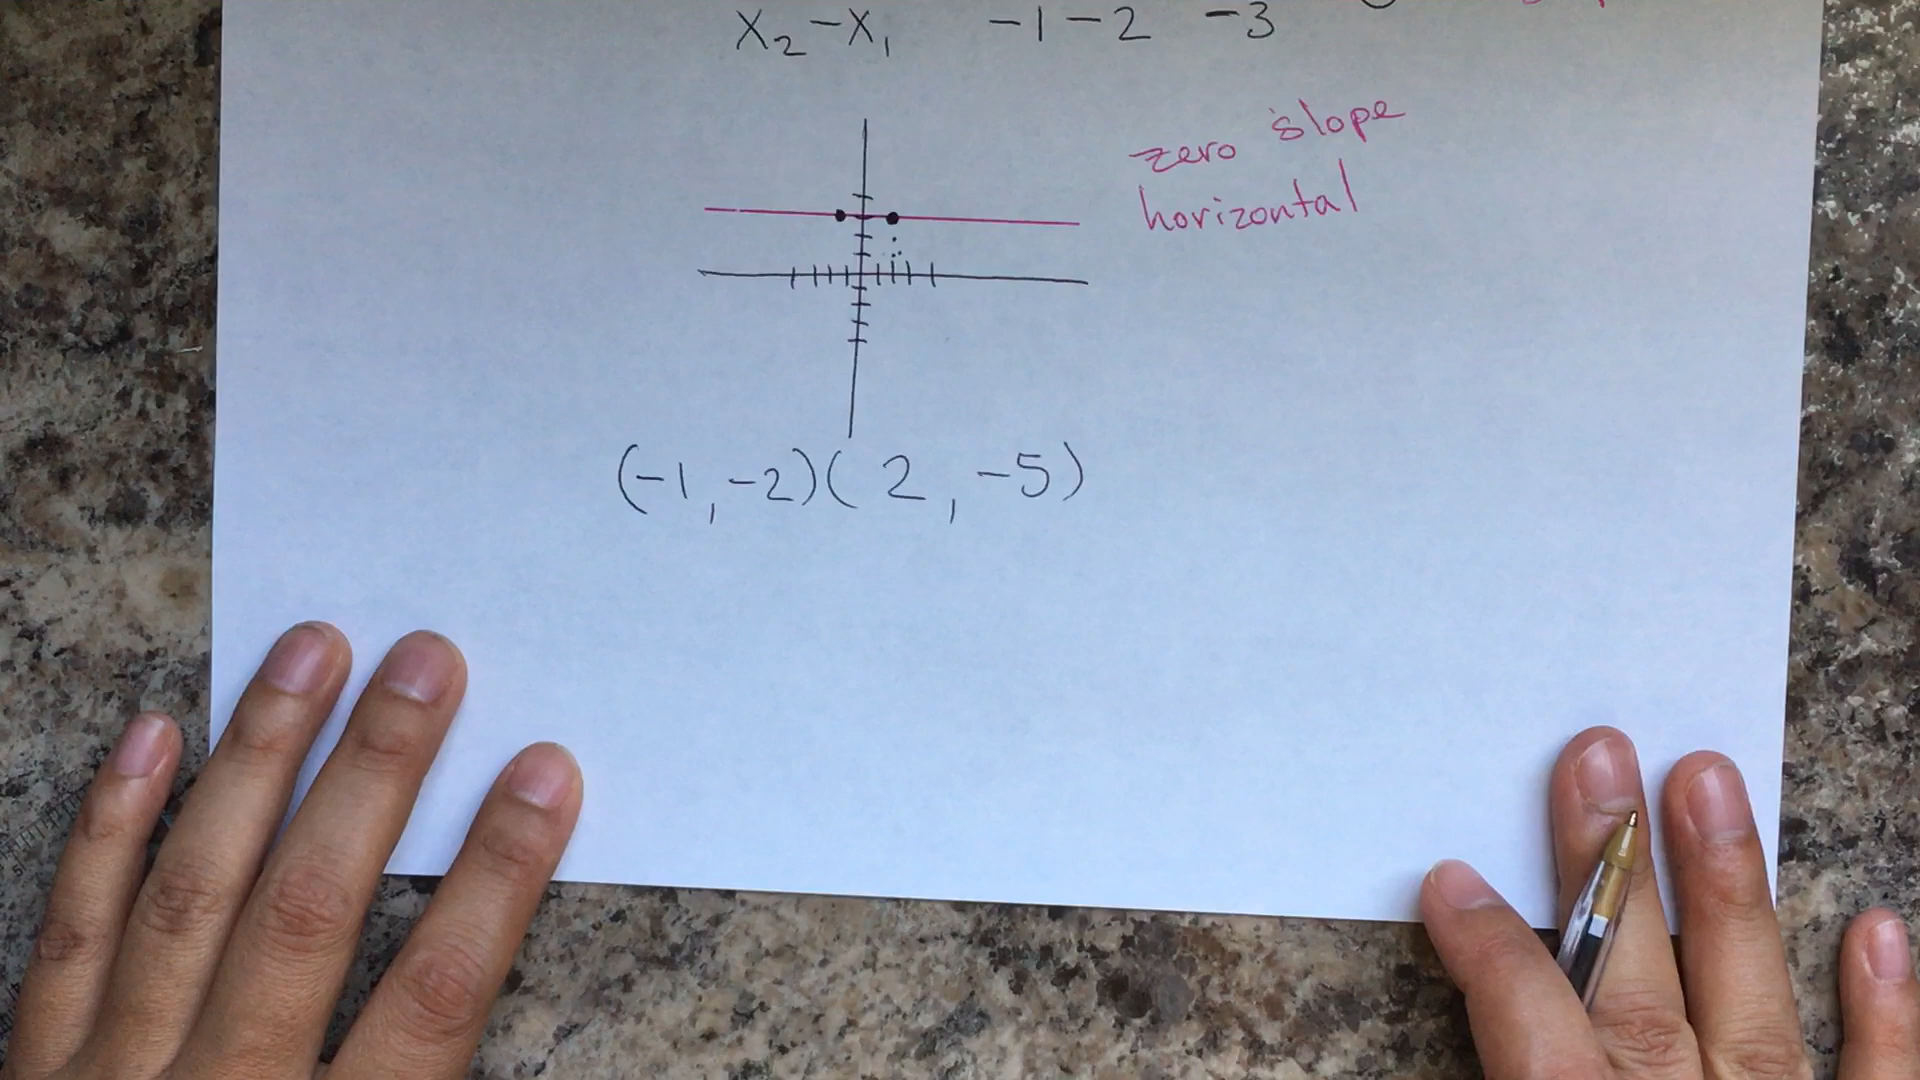 x₂ - x₁ -1-2 -3
zero slope
horizontal
(-1,-2)(2,-5)